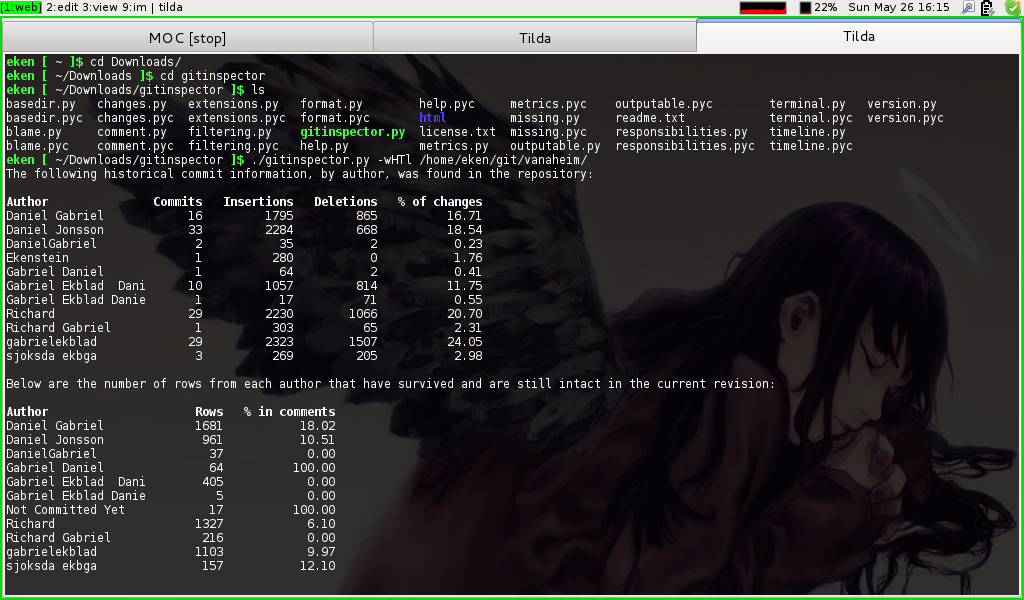 [1:web] 2:edit 3:view 9:im | tilda 22% Sun May 26 16:15
MOC [stop] Tilda Tilda
eken [ ~ ]$ cd Downloads/
eken [ ~/Downloads ]$ cd gitinspector
eken [ ~/Downloads/gitinspector ]$ ls
basedir.py changes.py extensions.py format.py help.pyc metrics.pyc outputable.pyc terminal.py version.py
basedir.pyc changes.pyc extensions.pyc format.pyc html missing.py readme.txt terminal.pyc version.pyc
blame.py comment.py filtering.py gitinspector.py license.txt missing.pyc responsibilities.py timeline.py
blame.pyc comment.pyc filtering.pyc help.py metrics.py outputable.py responsibilities.pyc timeline.pyc
eken [ ~/Downloads/gitinspector ]$ ./gitinspector.py -wHTl /home/eken/git/vanaheim/
The following historical commit information, by author, was found in the repository:
Author Commits Insertions Deletions % of changes
Daniel Gabriel 16 1795 865 16.71
Daniel Jonsson 33 2284 668 18.54
DanielGabriel 2 35 2 0.23
Ekenstein 1 280 0 1.76
Gabriel Daniel 1 64 2 0.41
Gabriel Ekblad  Dani 10 1057 814 11.75
Gabriel Ekblad Danie 1 17 71 0.55
Richard 29 2230 1066 20.70
Richard Gabriel 1 303 65 2.31
gabrielekblad 29 2323 1507 24.05
sjoksda ekbga 3 269 205 2.98
Below are the number of rows from each author that have survived and are still intact in the current revision:
Author Rows % in comments
Daniel Gabriel 1681 18.02
Daniel Jonsson 961 10.51
DanielGabriel 37 0.00
Gabriel Daniel 64 100.00
Gabriel Ekblad  Dani 405 0.00
Gabriel Ekblad Danie 5 0.00
Not Committed Yet 17 100.00
Richard 1327 6.10
Richard Gabriel 216 0.00
gabrielekblad 1103 9.97
sjoksda ekbga 157 12.10